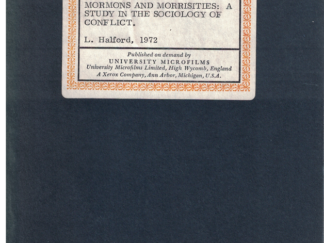 MORMONS AND MORRISITIES: A
STUDY IN THE SOCIOLOGY OF
CONFLICT.
L. Halford, 1972
Published on demand by
UNIVERSITY MICROFILMS
University Microfilms Limited, High Wycomb, England
A Xerox Company, Ann Arbor, Michigan, U.S.A.